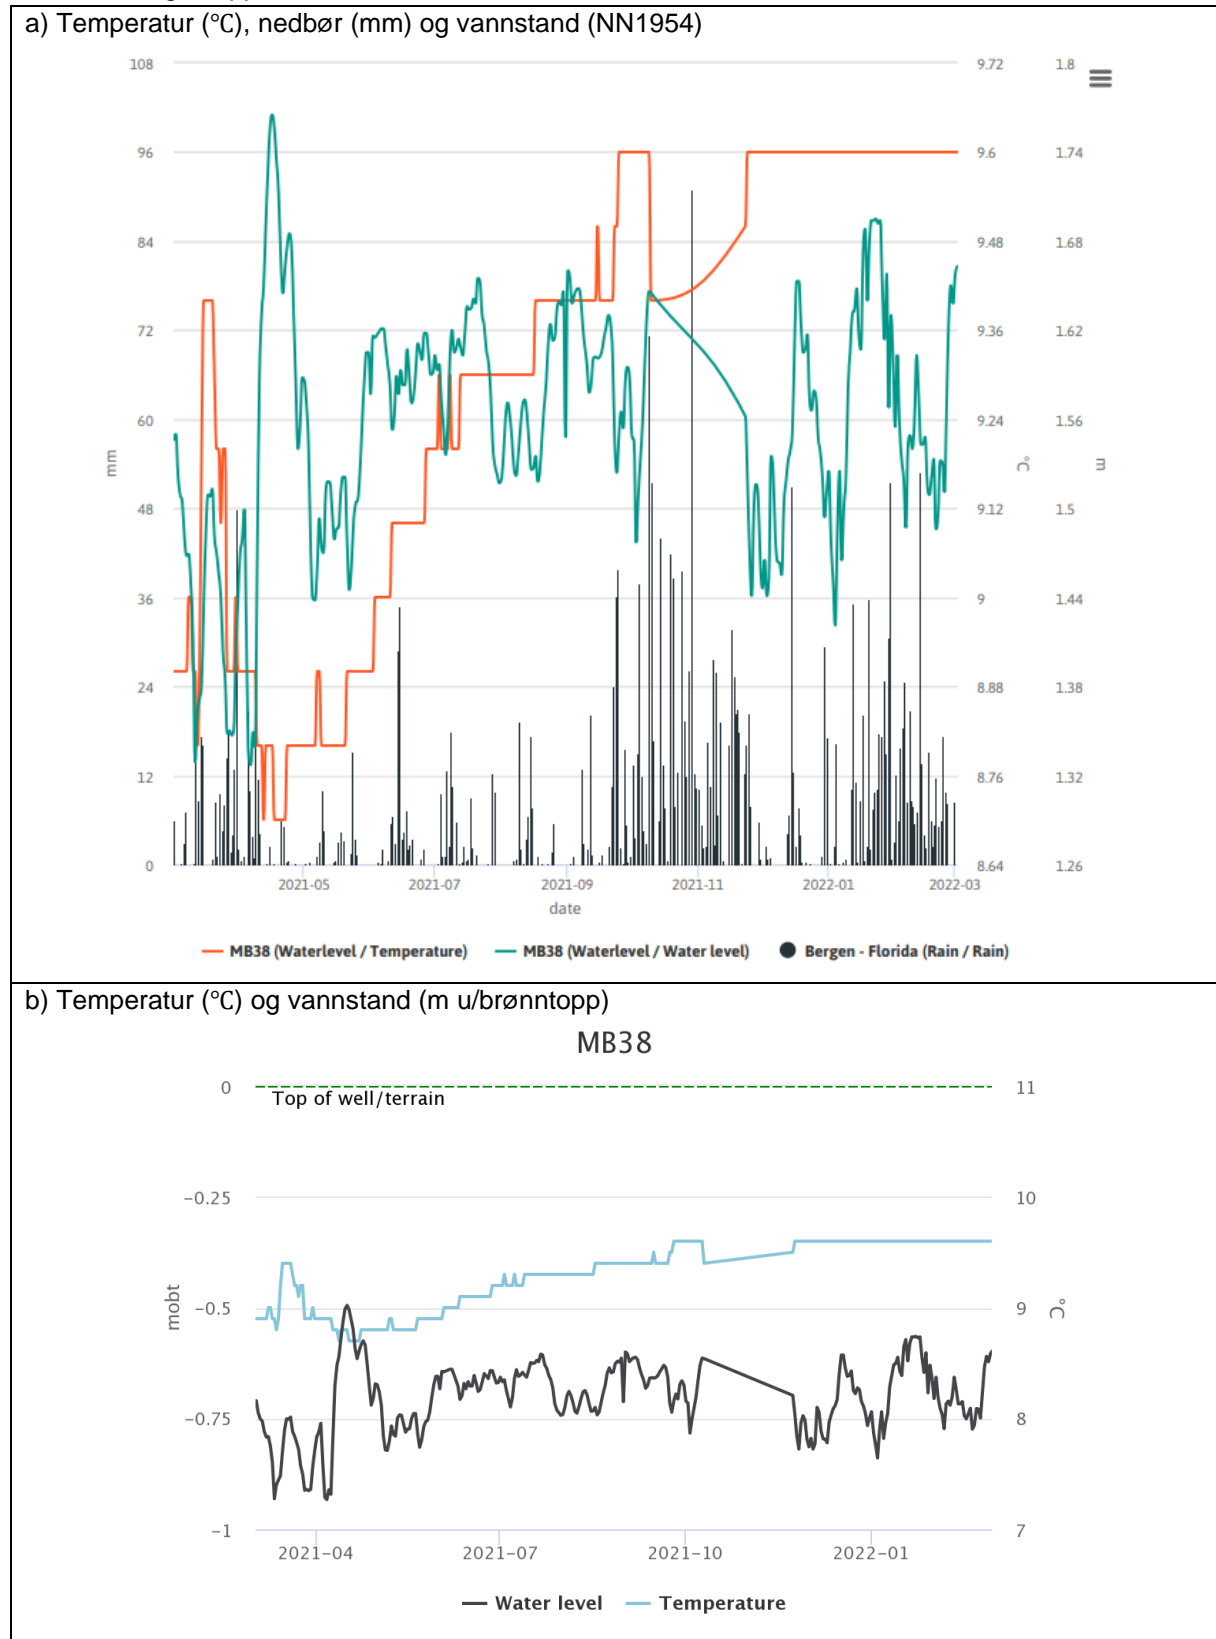 a) Temperatur (℃), nedbør (mm) og vannstand (NN1954)
108 9.72 1.8
96 9.6 1.74
84 9.48 1.68
72 9.36 1.62
60 9.24 1.56
mm °C m
48 9.12 1.5
36 9 1.44
24 8.88 1.38
12 8.76 1.32
0 8.64 1.26
2021-05 2021-07 2021-09 2021-11 2022-01 2022-03
date
MB38 (Waterlevel / Temperature) MB38 (Waterlevel / Water level) Bergen - Florida (Rain / Rain)
b) Temperatur (℃) og vannstand (m u/brønntopp)
MB38
0 11
Top of well/terrain
−0.25 10
mobt °C
−0.5 9
−0.75 8
−1 7
2021−04 2021−07 2021−10 2022−01
Water level Temperature